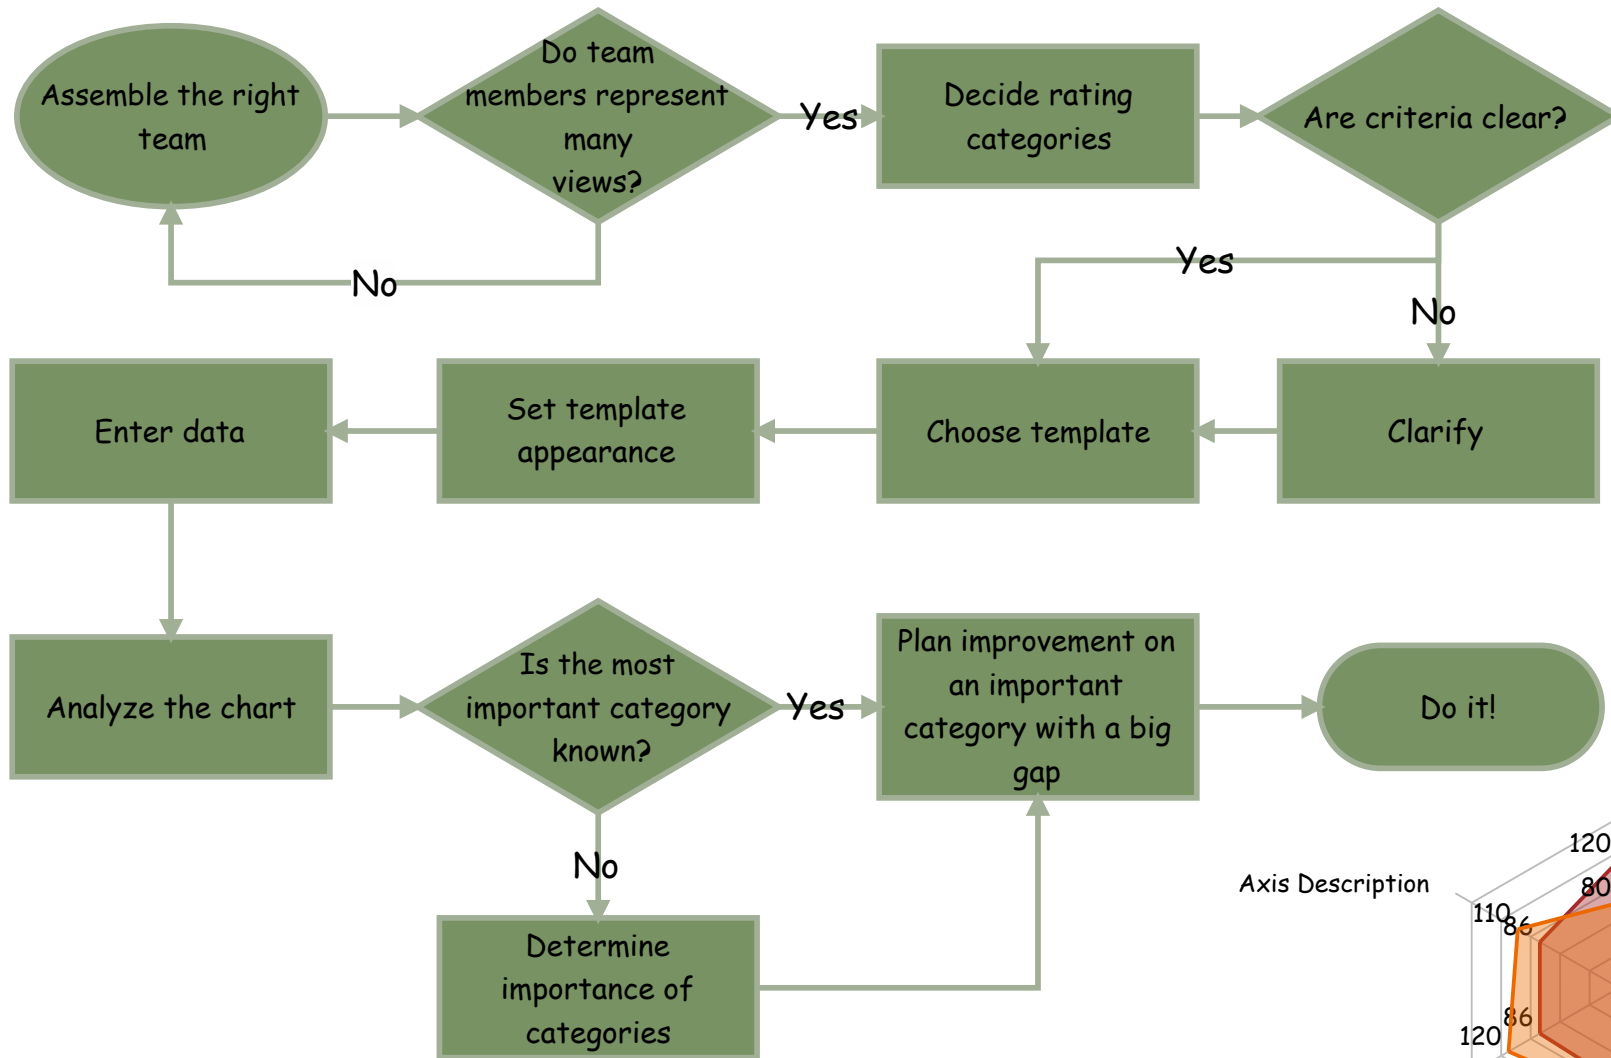 Assemble the right
team
Do team
members represent
many
views?
Yes
Decide rating
categories
Are criteria clear?
No
Yes
No
Enter data
Set template
appearance
Choose template
Clarify
Analyze the chart
Is the most
important category
known?
Yes
Plan improvement on
an important
category with a big
gap
Do it!
No
Determine
importance of
categories
Axis Description
120
80
110
86
86
120